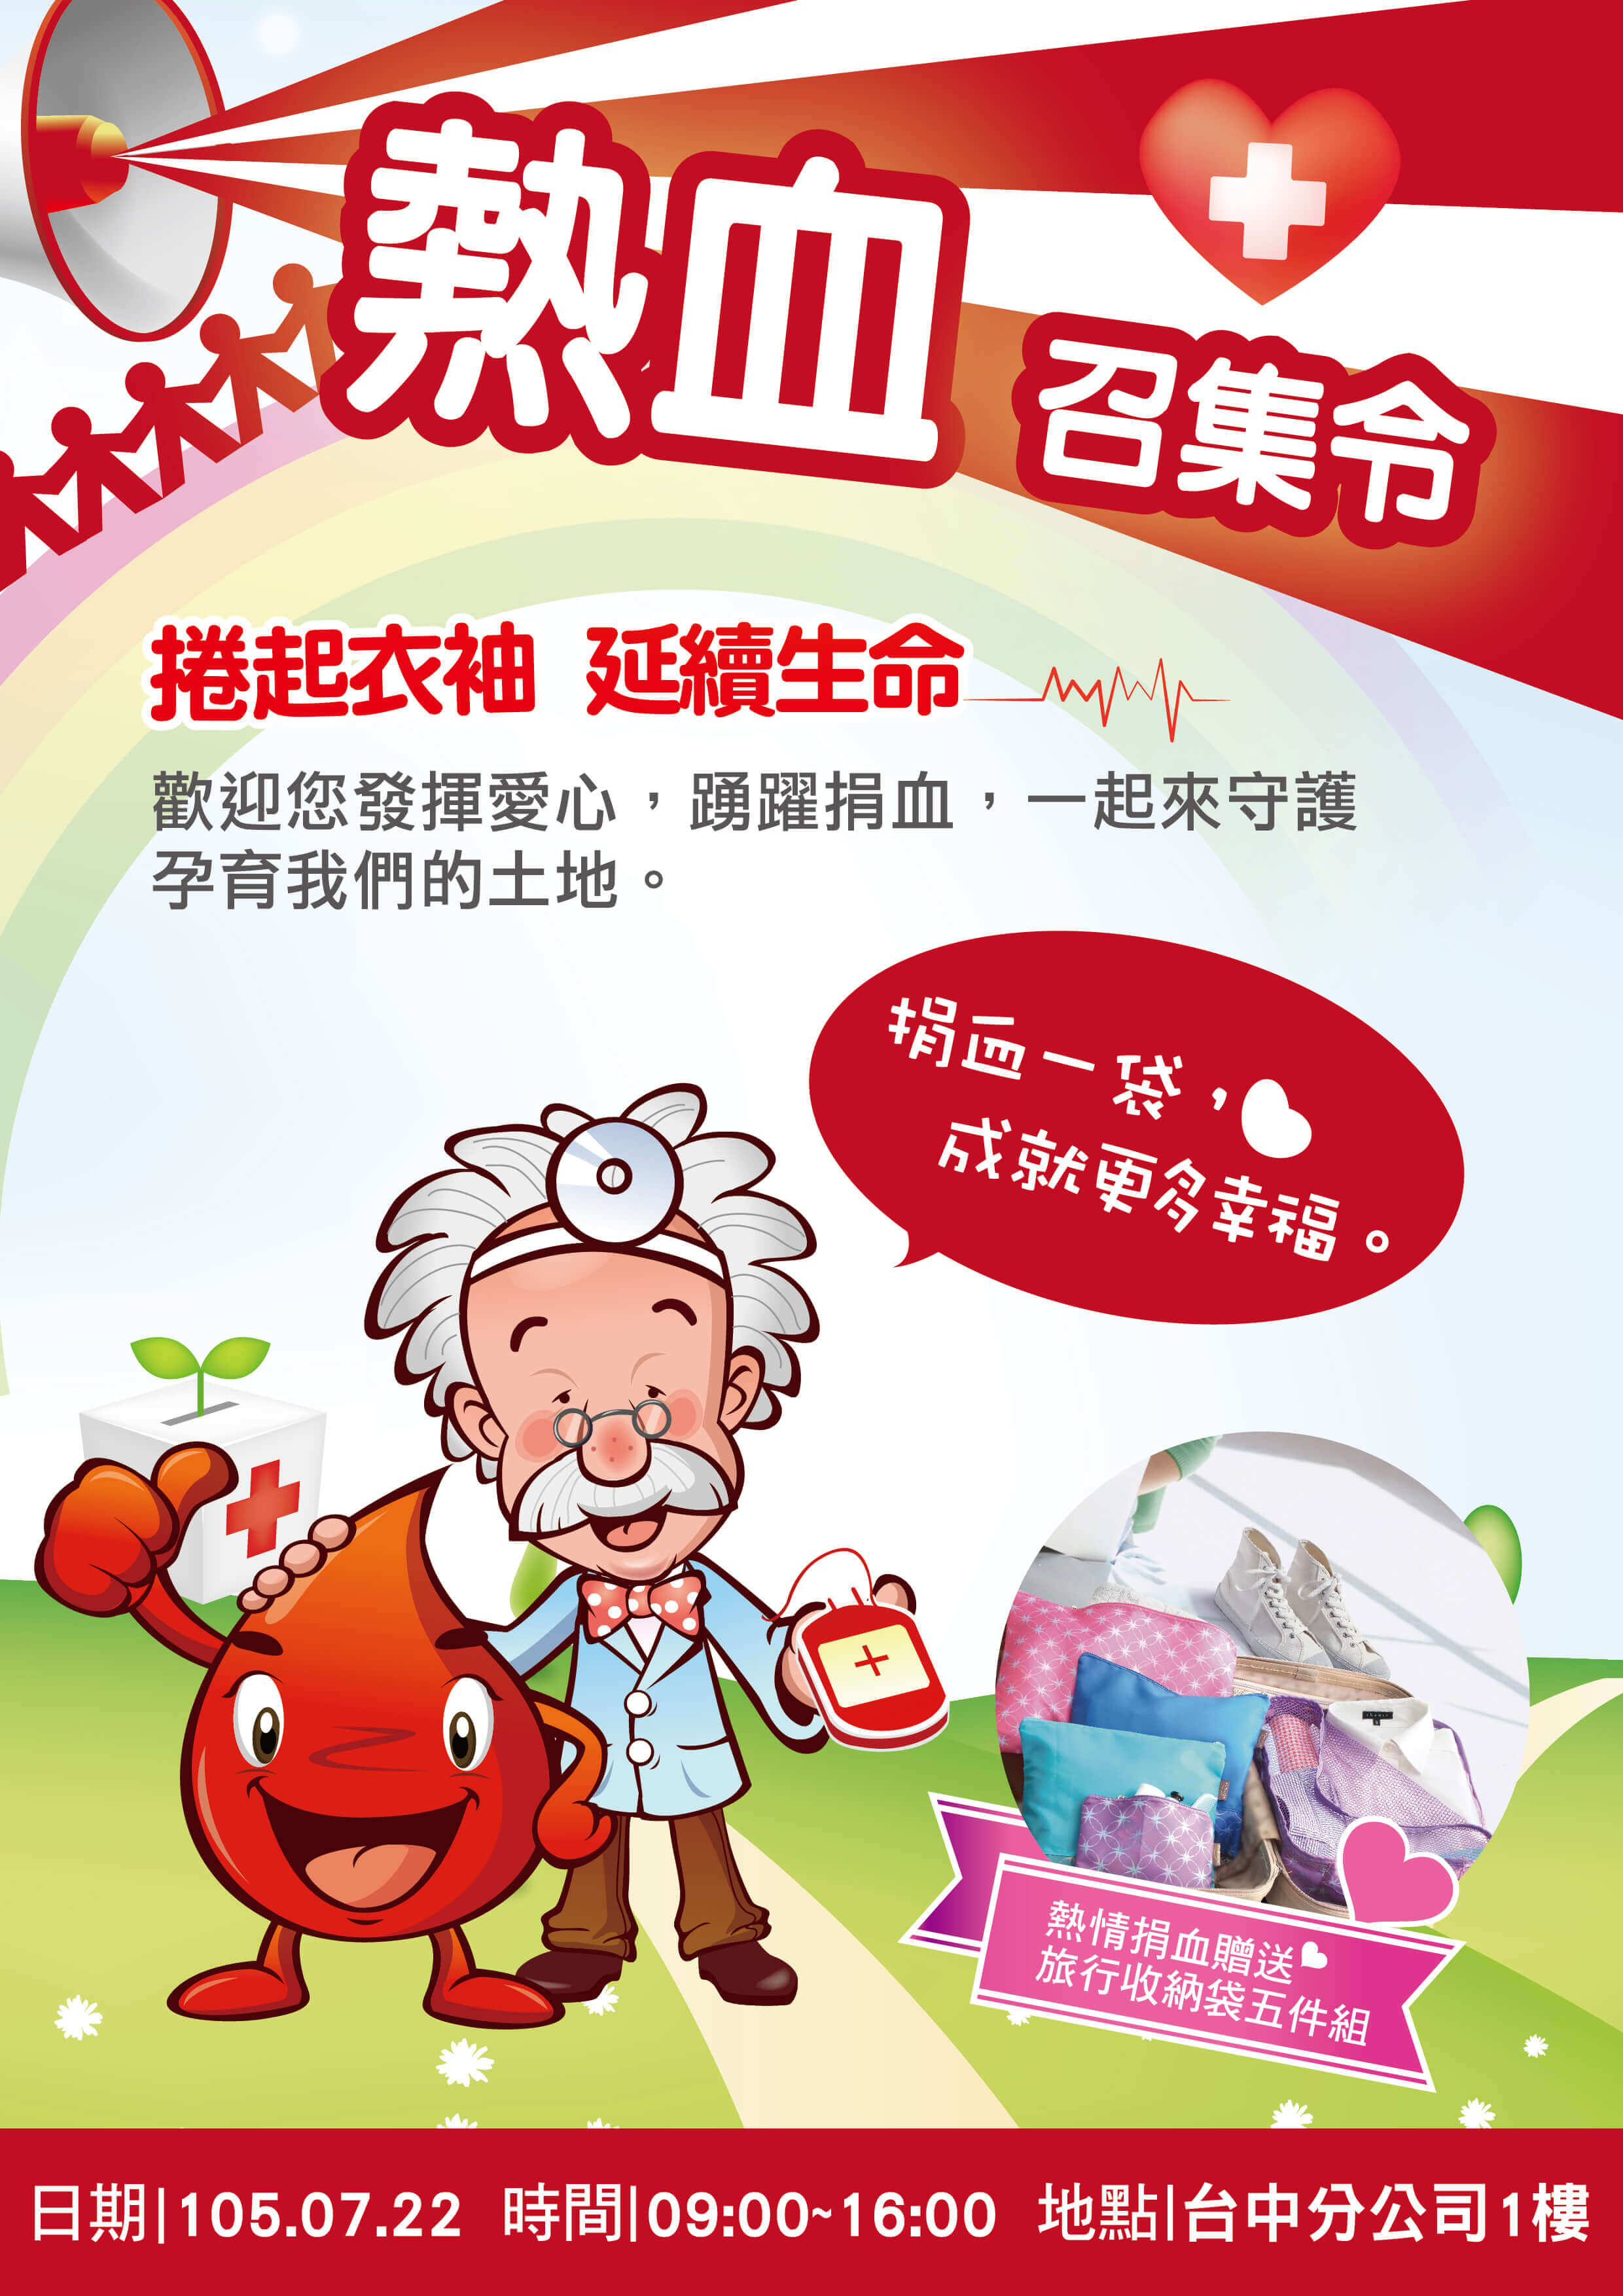 熱血
召集令
捲起衣袖 延續生命
歡迎您發揮愛心，踴躍捐血，一起來守護
孕育我們的土地。
捐血一袋，
成就更多幸福。
熱情捐血贈送
旅行收納袋五件組
日期|105.07.22 時間|09:00~16:00 地點|台中分公司1樓